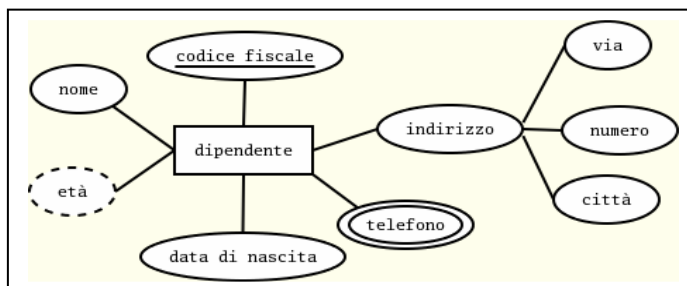 codice fiscale
via
nome
indirizzo
numero
dipendente
età
città
telefono
data di nascita